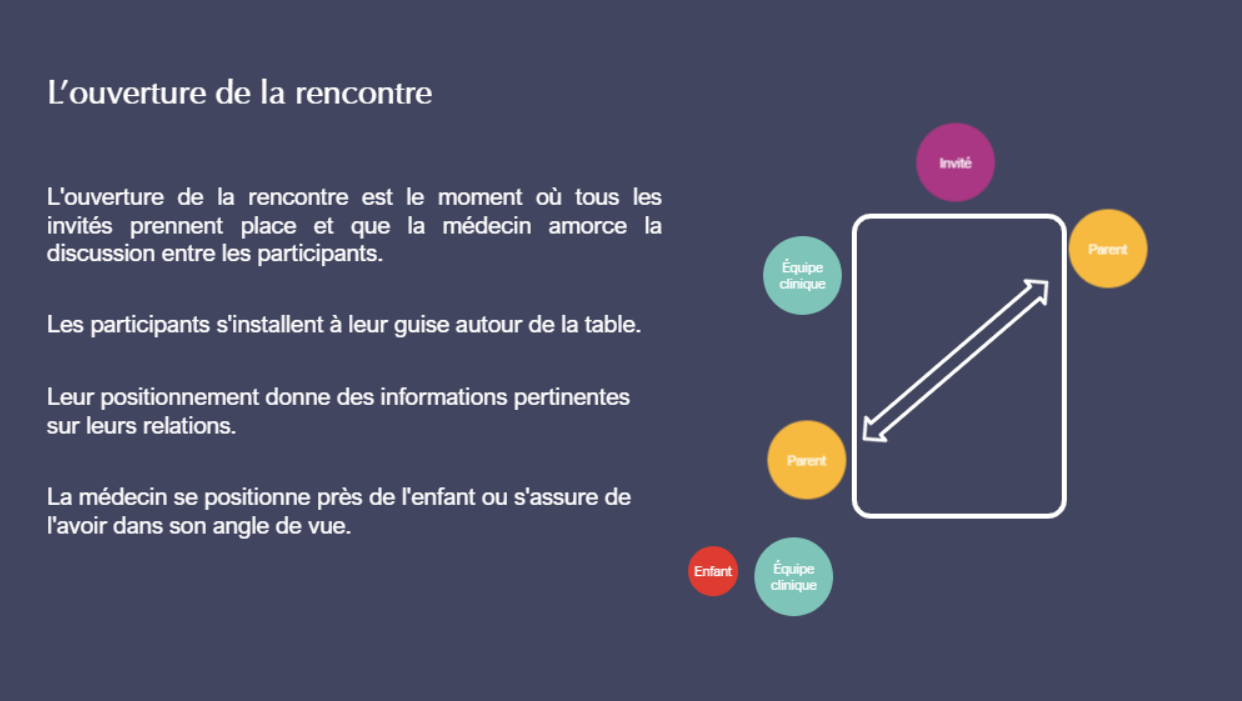 L’ouverture de la rencontre
L'ouverture de la rencontre est le moment où tous les
invités prennent place et que la médecin amorce la
discussion entre les participants.
Les participants s'installent à leur guise autour de la table.
Leur positionnement donne des informations pertinentes
sur leurs relations.
La médecin se positionne près de l'enfant ou s'assure de
l'avoir dans son angle de vue.
Invité
Parent
Équipe
clinique
Parent
Enfant
Équipe
clinique